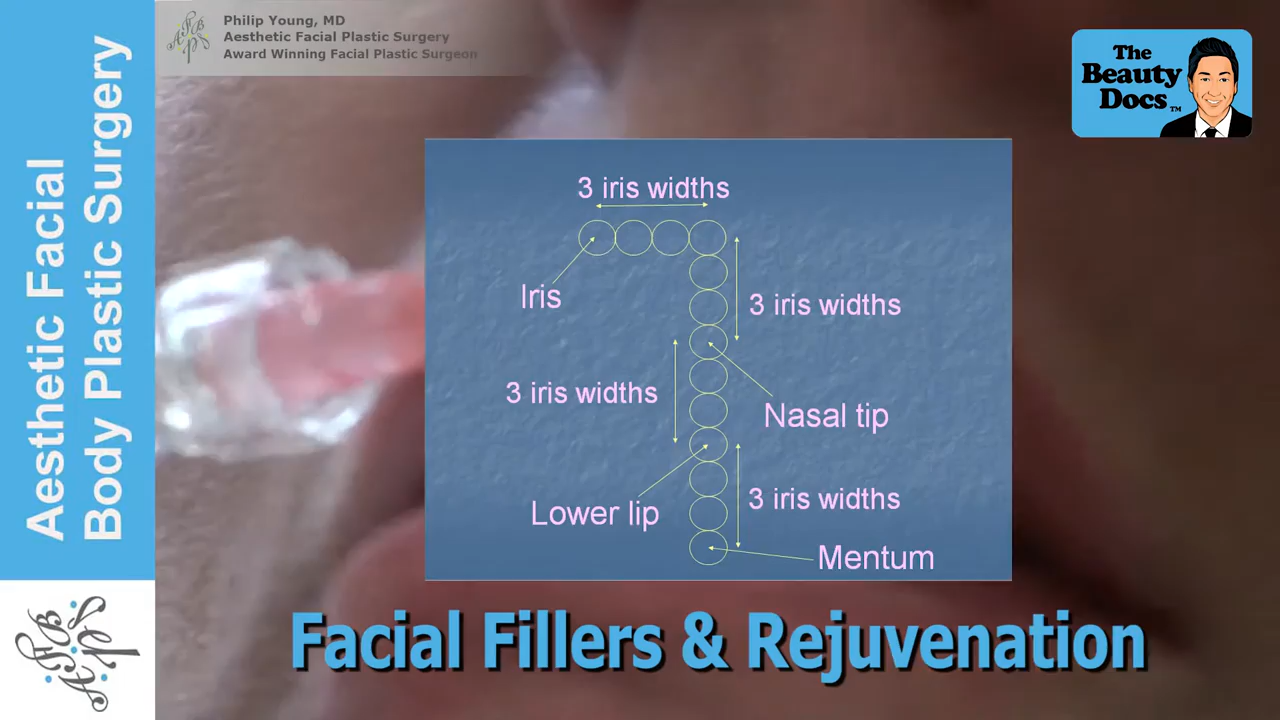 Aesthetic Facial
Body Plastic Surgery
Philip Young, MD
Aesthetic Facial Plastic Surgery
Award Winning Facial Plastic Surgeon
The
Beauty
Docs™
3 iris widths
Iris
3 iris widths
3 iris widths
Nasal tip
3 iris widths
Lower lip
Mentum
Facial Fillers & Rejuvenation